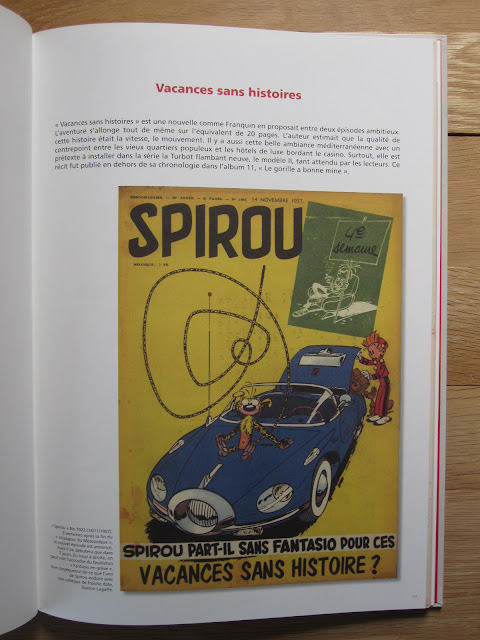 Vacances sans histoires
« Vacances sans histoires » est une nouvelle comme Franquin en proposait entre deux épisodes ambitieux.
L'aventure s'allonge tout de même sur l'équivalent de 20 pages. L'auteur estimait que la qualité de
cette histoire était la vitesse, le mouvement. Il y a aussi cette belle ambiance méditerranéenne avec un
contrepoint entre les vieux quartiers populeux et les hôtels de luxe bordant le casino. Surtout, elle est
prétexte à installer dans la série la Turbot flambant neuve, le modèle II, tant attendu par les lecteurs. Ce
récit fut publié en dehors de sa chronologie dans l'album 11, « Le gorille a bonne mine ».
14 NOVEMBRE 1957
SPIROU
4e
semaine
SPIROU PART-IL SANS FANTASIO POUR CES
VACANCES SANS HISTOIRE ?